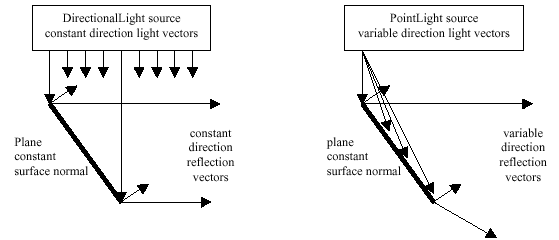 DirectionalLight source
constant direction light vectors
Plane
constant
surface normal
constant
direction
reflection
vectors
PointLight source
variable direction light vectors
plane
constant
surface normal
variable
direction
reflection
vectors